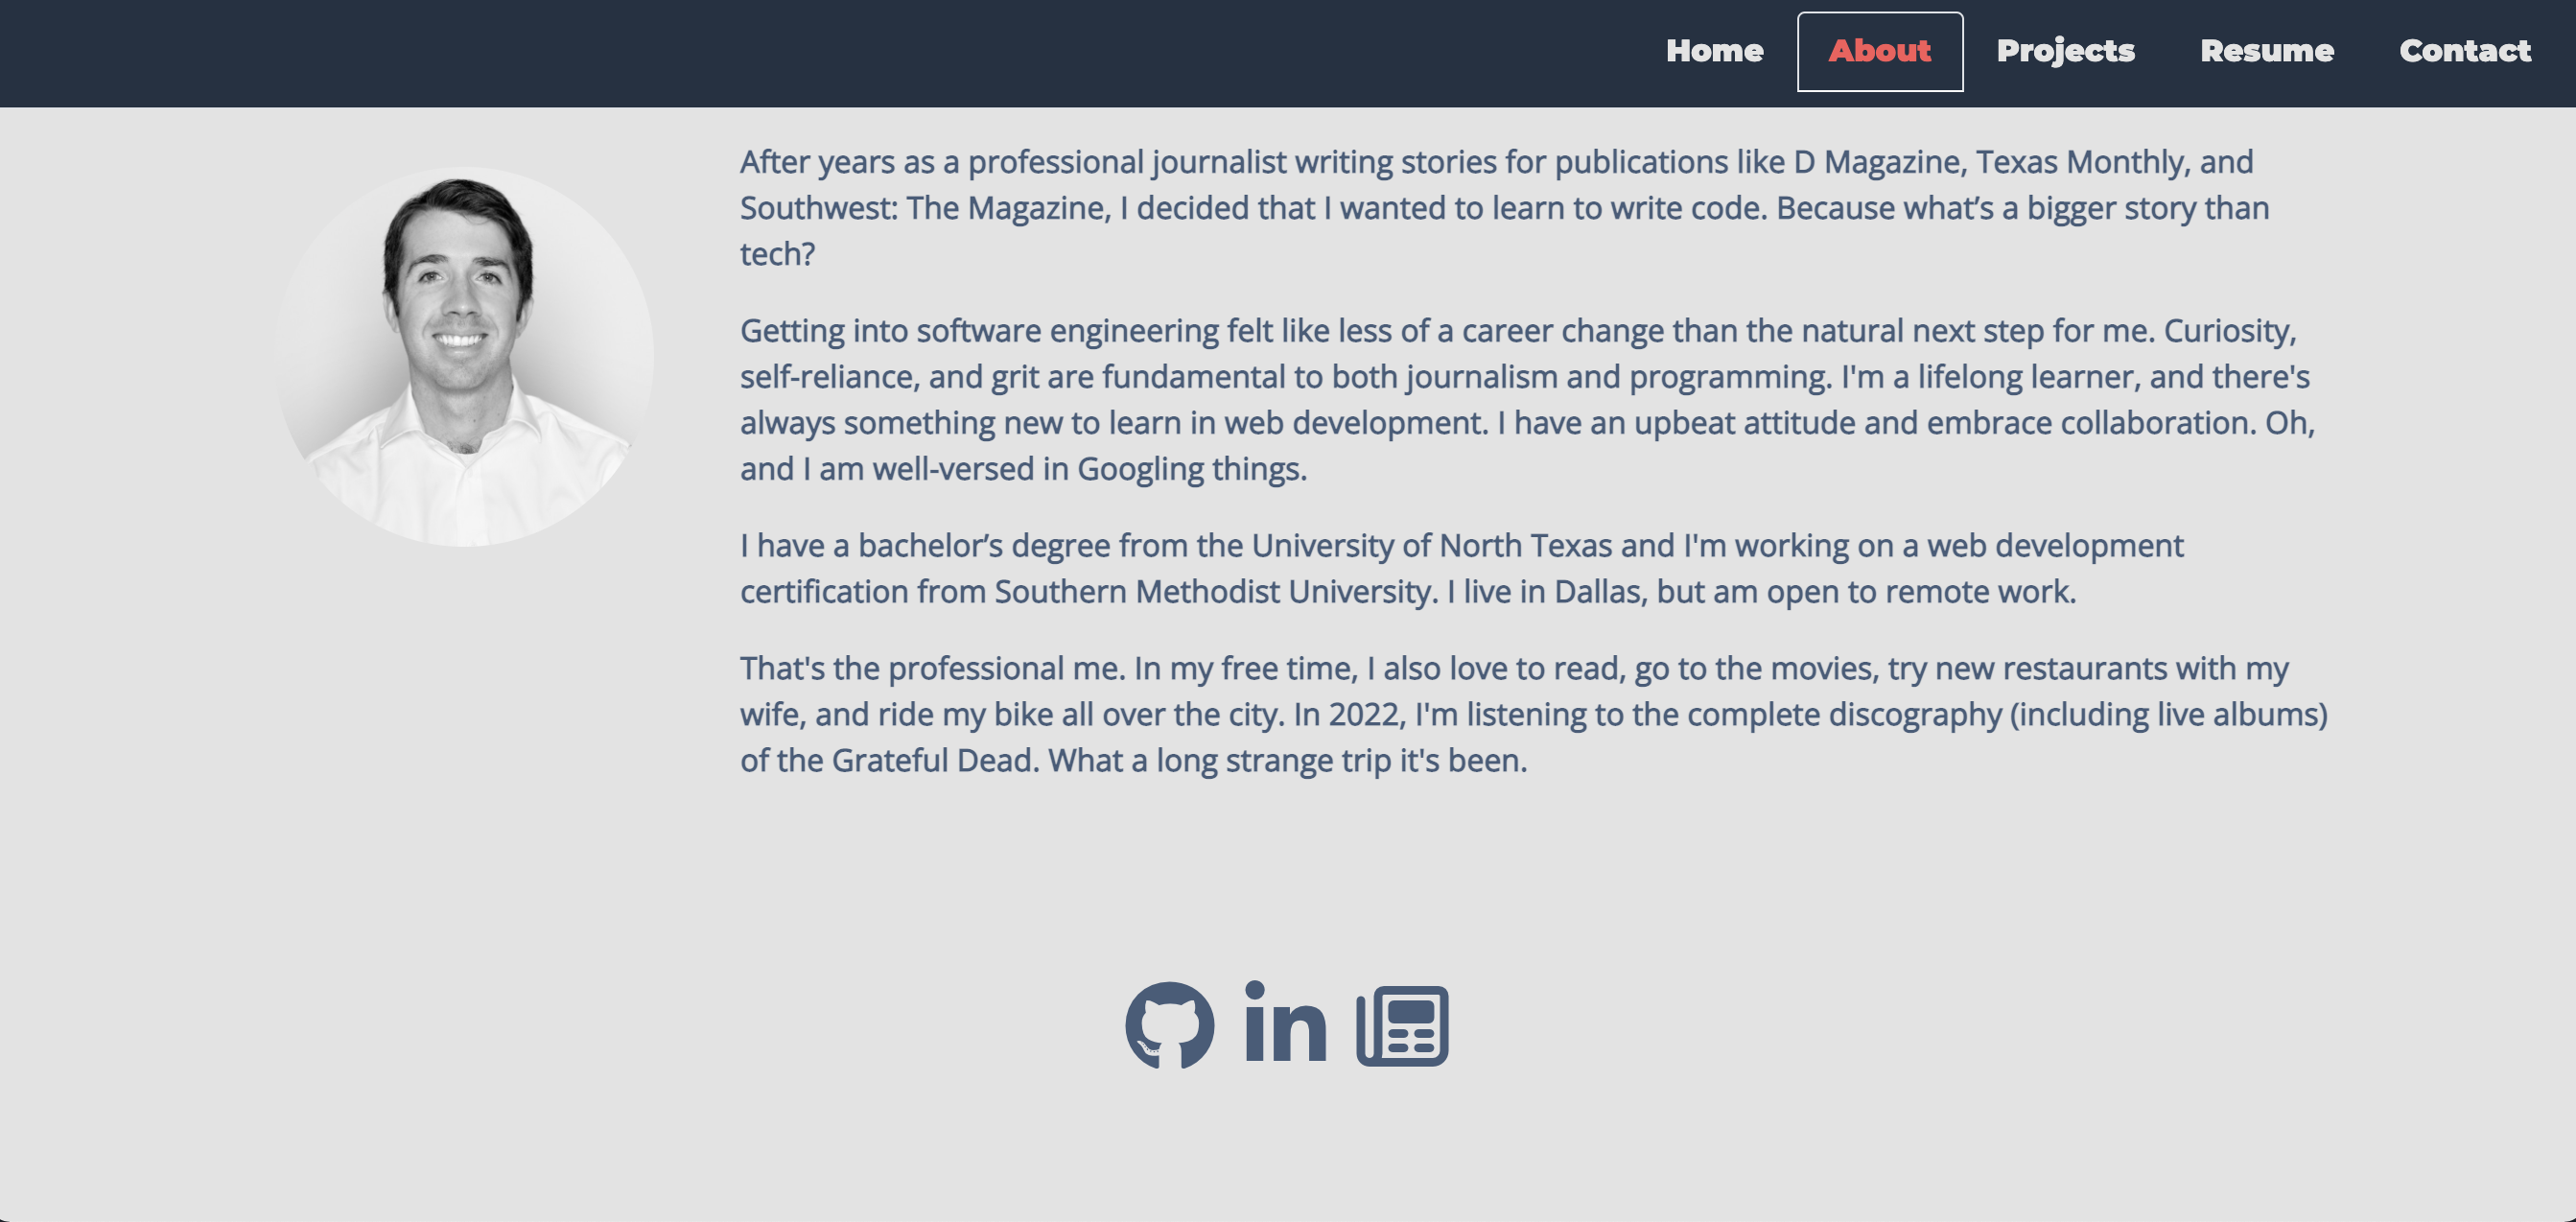 Home About Projects Resume Contact
After years as a professional journalist writing stories for publications like D Magazine, Texas Monthly, and
Southwest: The Magazine, I decided that I wanted to learn to write code. Because what’s a bigger story than
tech?
Getting into software engineering felt like less of a career change than the natural next step for me. Curiosity,
self-reliance, and grit are fundamental to both journalism and programming. I'm a lifelong learner, and there's
always something new to learn in web development. I have an upbeat attitude and embrace collaboration. Oh,
and I am well-versed in Googling things.
I have a bachelor’s degree from the University of North Texas and I'm working on a web development
certification from Southern Methodist University. I live in Dallas, but am open to remote work.
That's the professional me. In my free time, I also love to read, go to the movies, try new restaurants with my
wife, and ride my bike all over the city. In 2022, I'm listening to the complete discography (including live albums)
of the Grateful Dead. What a long strange trip it's been.
in